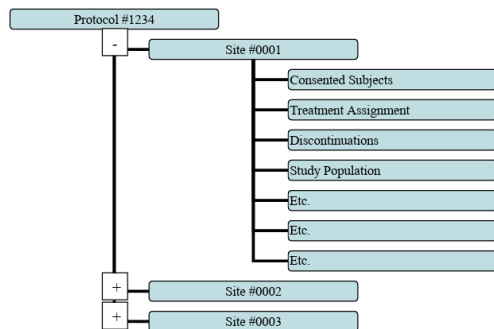 Protocol #1234
-
Site #0001
Consented Subjects
Treatment Assignment
Discontinuations
Study Population
Etc.
Etc.
Etc.
+
Site #0002
+
Site #0003